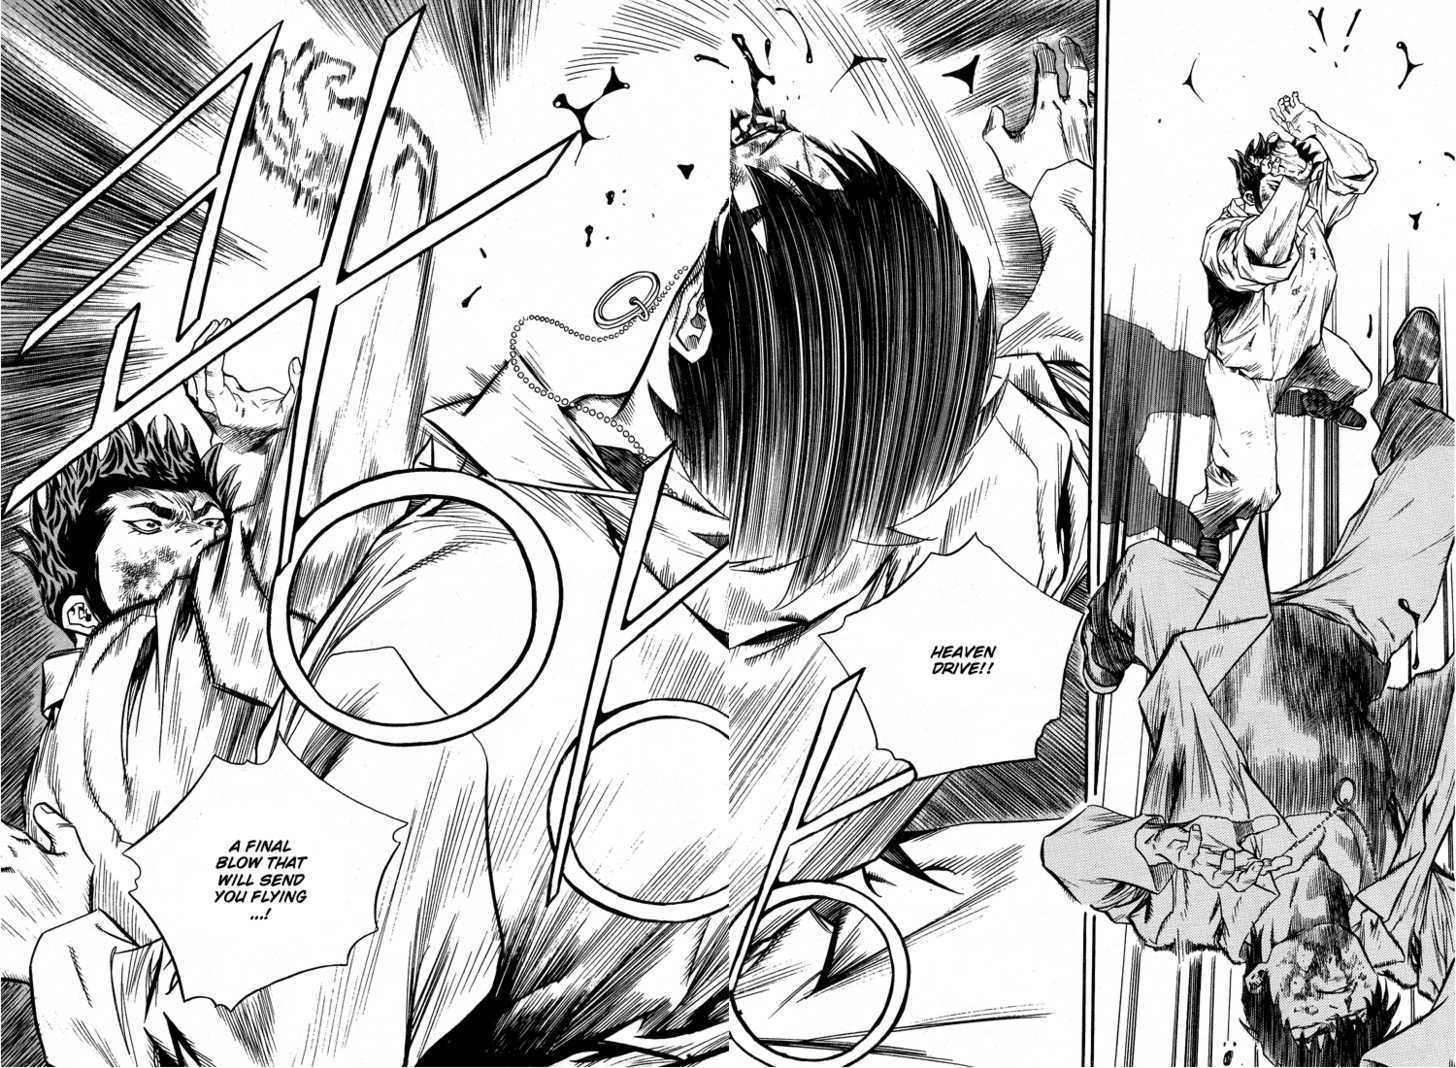 A FINAL
BLOW THAT
WILL SEND
YOU FLYING
...!
HEAVEN
DRIVE!!